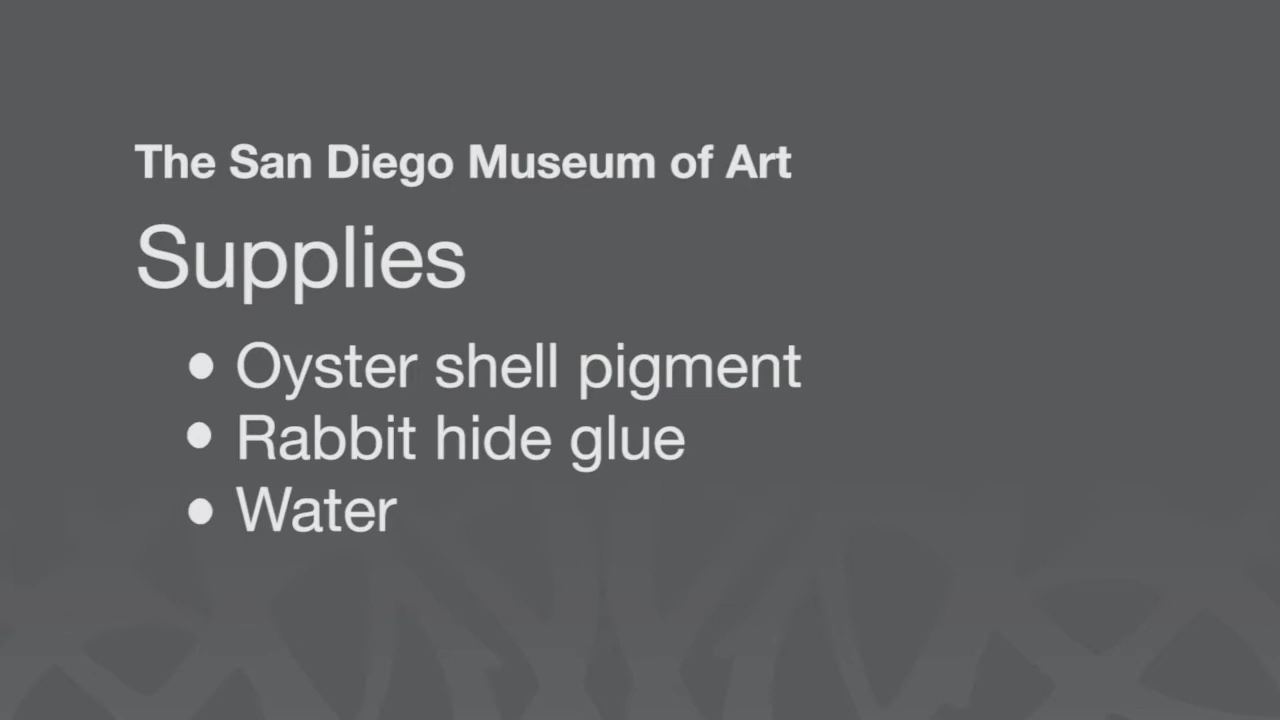 The San Diego Museum of Art
Supplies
• Oyster shell pigment
• Rabbit hide glue
• Water